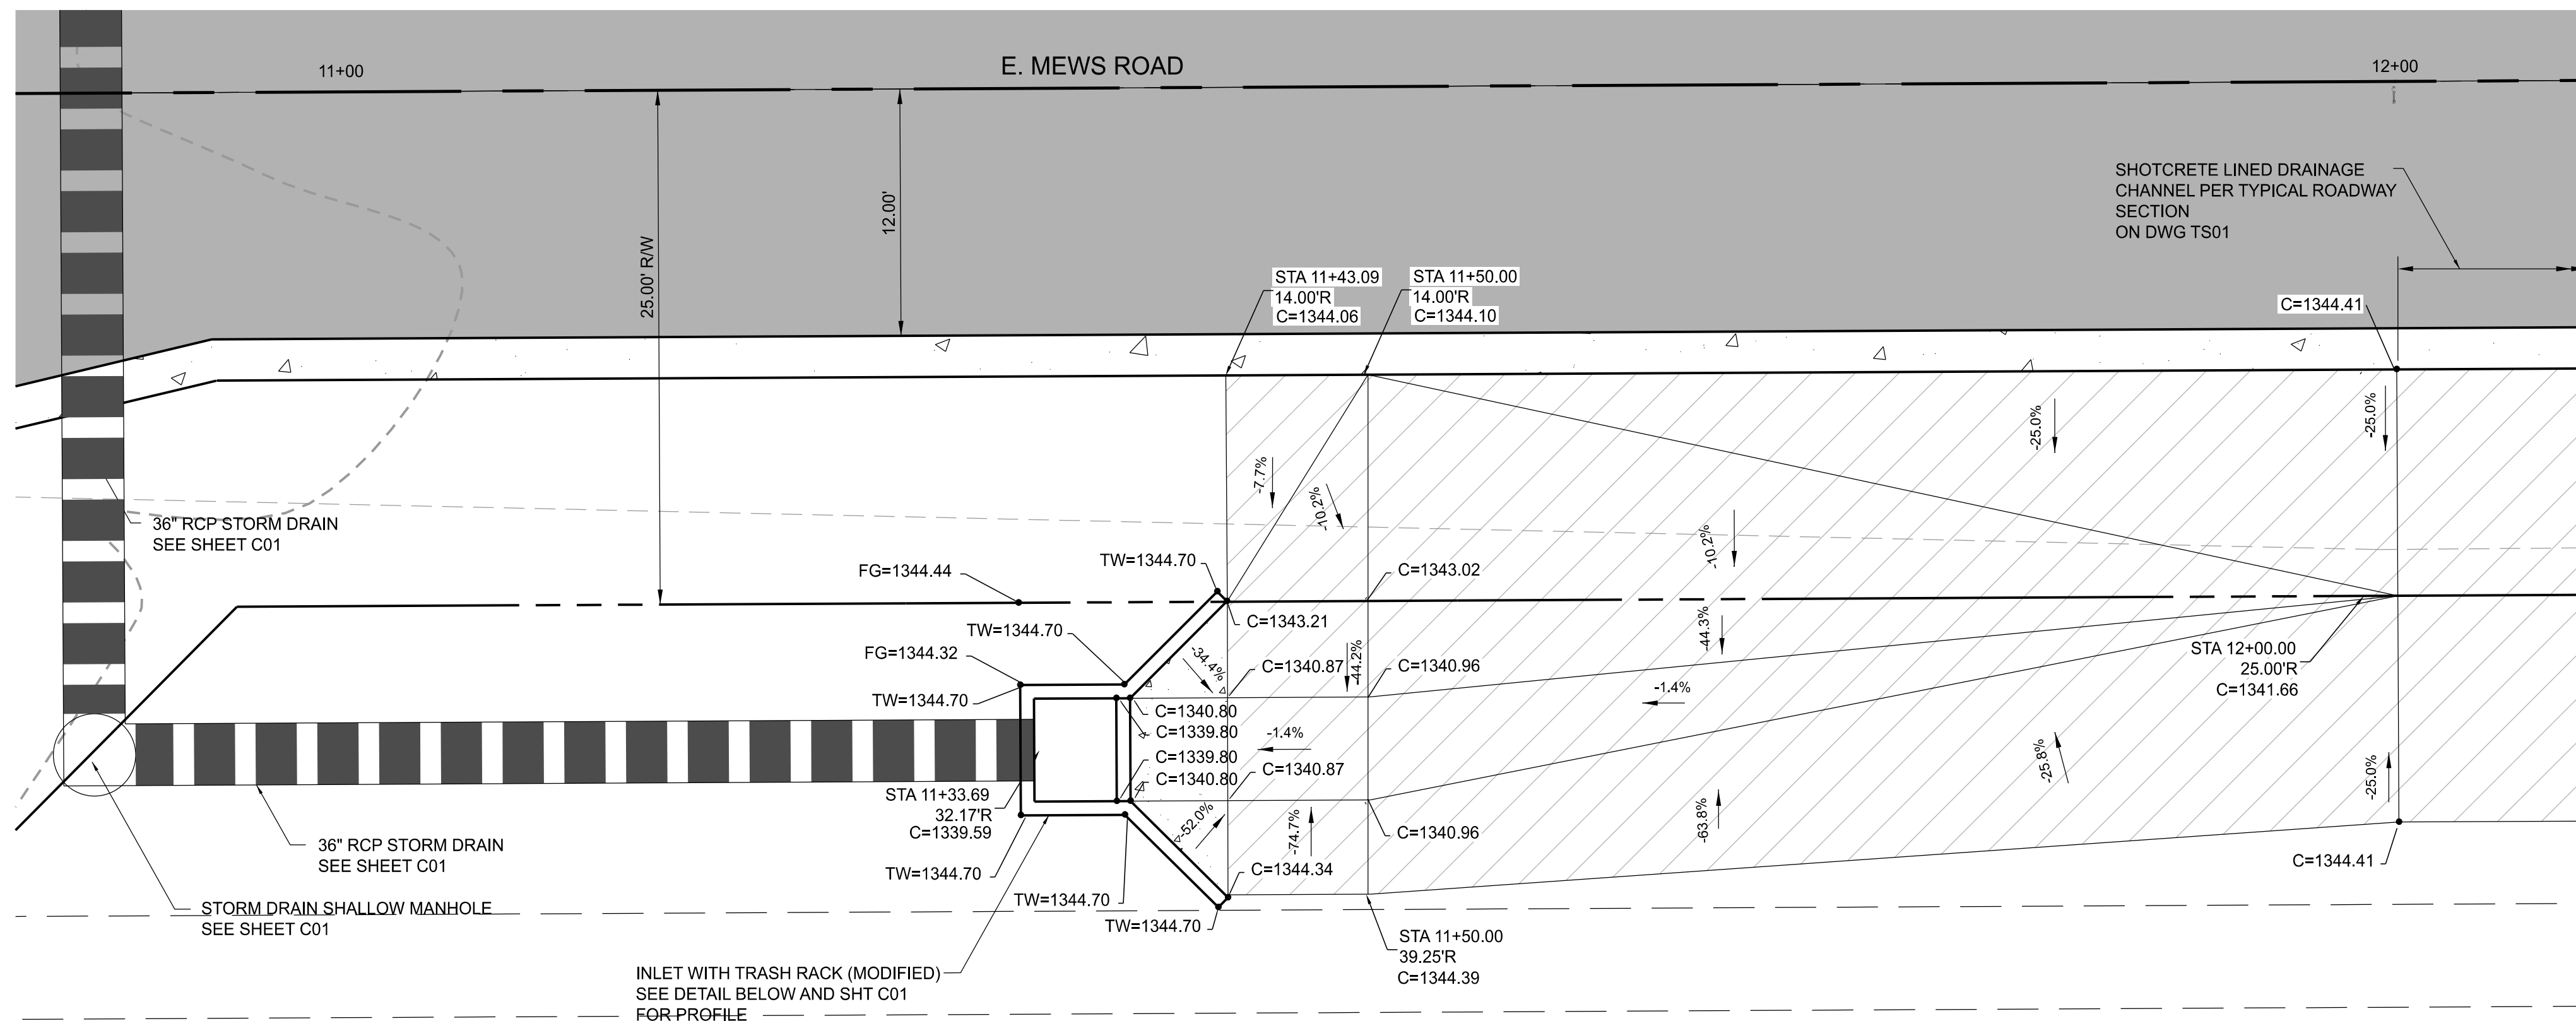 E. MEWS ROAD
11+00
12+00
25.00' R/W
12.00'
SHOTCRETE LINED DRAINAGE
CHANNEL PER TYPICAL ROADWAY
SECTION
ON DWG TS01
STA 11+43.09
14.00'R
C=1344.06
STA 11+50.00
14.00'R
C=1344.10
C=1344.41
-25.0%
-25.0%
-7.7%
-10.2%
-10.2%
36" RCP STORM DRAIN
SEE SHEET C01
FG=1344.44
TW=1344.70
C=1343.02
C=1343.21
TW=1344.70
FG=1344.32
-34.4%
C=1340.87
-44.2%
C=1340.96
-44.3%
STA 12+00.00
25.00'R
C=1341.66
TW=1344.70
C=1340.80
C=1339.80
-1.4%
-1.4%
C=1339.80
C=1340.80
C=1340.87
-25.8%
-25.0%
STA 11+33.69
32.17'R
C=1339.59
-52.0%
-74.7%
-63.8%
C=1340.96
36" RCP STORM DRAIN
SEE SHEET C01
TW=1344.70
C=1344.34
C=1344.41
TW=1344.70
STORM DRAIN SHALLOW MANHOLE
SEE SHEET C01
TW=1344.70
STA 11+50.00
39.25'R
C=1344.39
INLET WITH TRASH RACK (MODIFIED)
SEE DETAIL BELOW AND SHT C01
FOR PROFILE